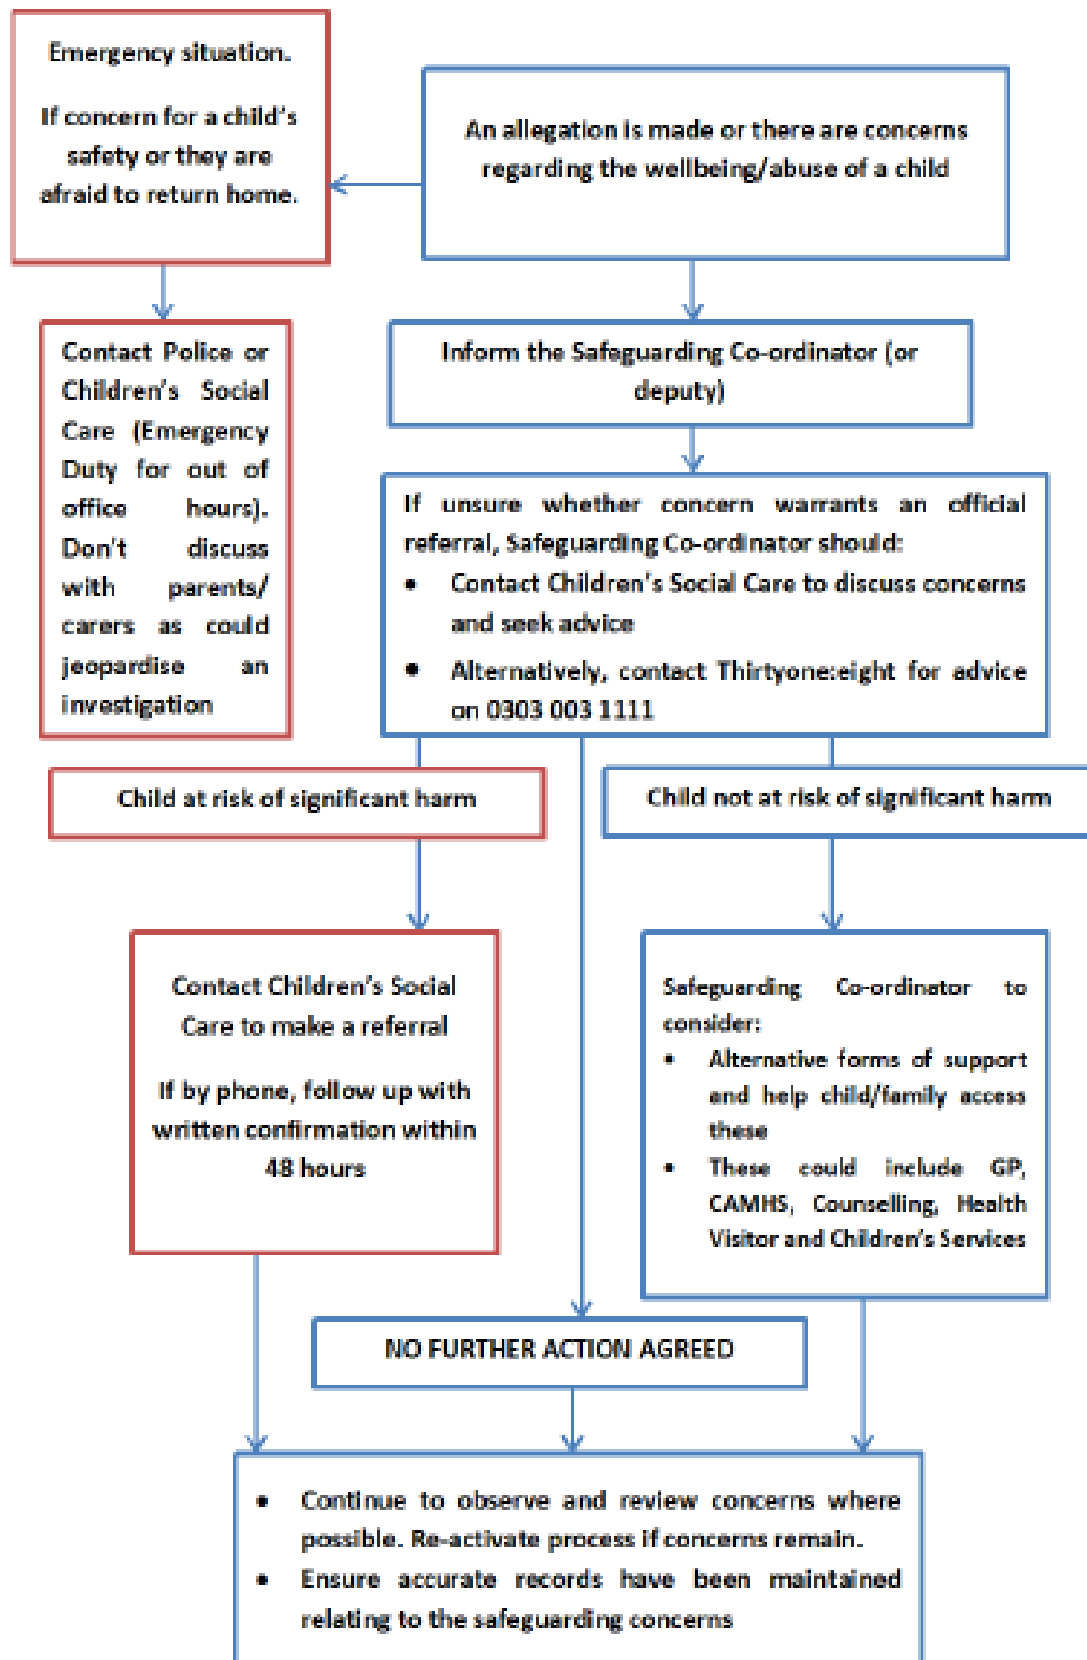 Emergency situation.
If concern for a child's
safety or they are
afraid to return home.
An allegation is made or there are concerns
regarding the wellbeing/abuse of a child
Contact Police or
Children's Social
Care (Emergency
Duty for out of
office hours).
Don't discuss
with parents/
carers as could
jeopardise an
investigation
Inform the Safeguarding Co-ordinator (or
deputy)
If unsure whether concern warrants an official
referral, Safeguarding Co-ordinator should:
• Contact Children's Social Care to discuss concerns
and seek advice
• Alternatively, contact Thirtyone:eight for advice
on 0303 003 1111
Child at risk of significant harm
Child not at risk of significant harm
Contact Children's Social
Care to make a referral
If by phone, follow up with
written confirmation within
48 hours
Safeguarding Co-ordinator to
consider:
• Alternative forms of support
and help child/family access
these
• These could include GP,
CAMHS, Counselling, Health
Visitor and Children's Services
NO FURTHER ACTION AGREED
• Continue to observe and review concerns where
possible. Re-activate process if concerns remain.
• Ensure accurate records have been maintained
relating to the safeguarding concerns